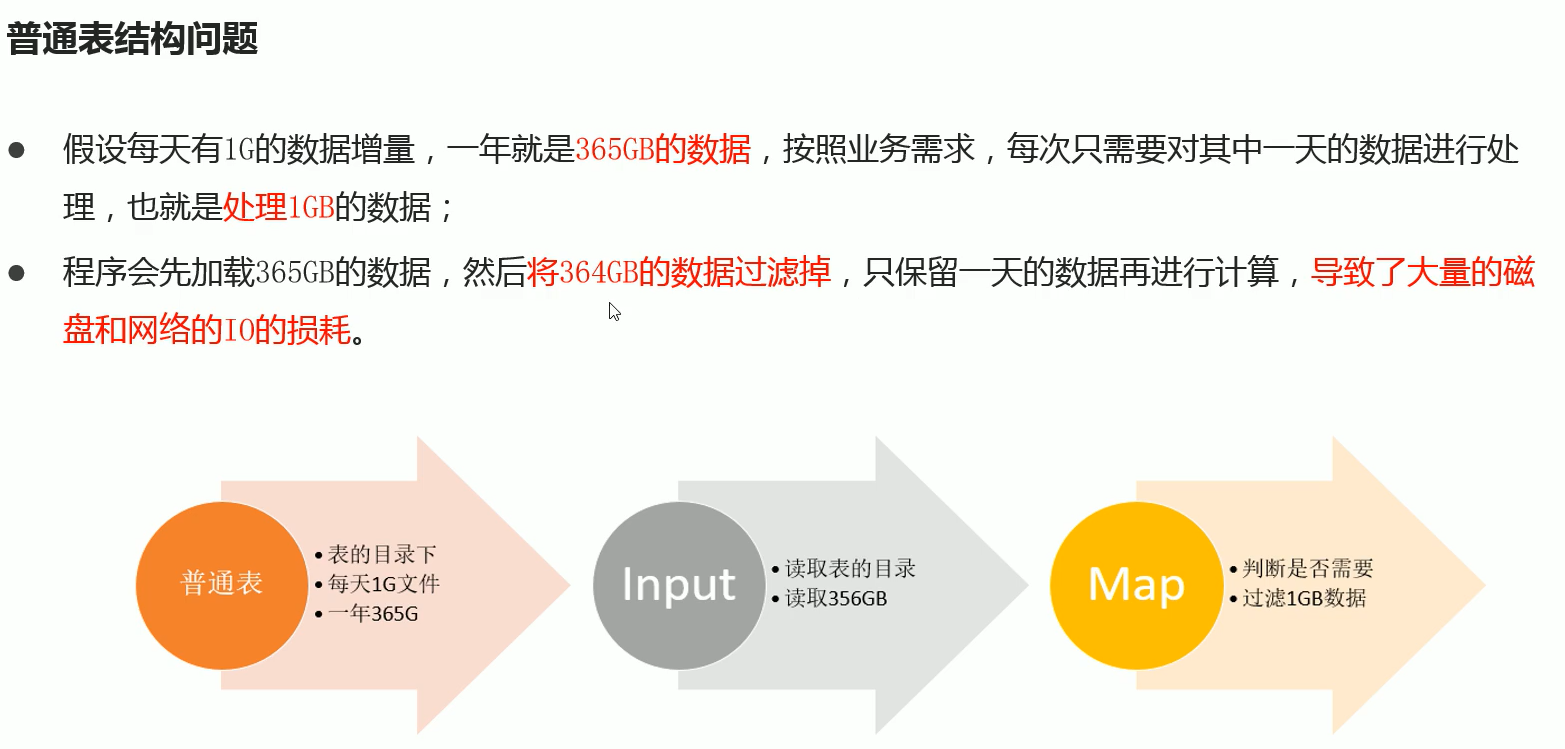 普通表结构问题
● 假设每天有1G的数据增量，一年就是365GB的数据，按照业务需求，每次只需要对其中一天的数据进行处
理，也就是处理1GB的数据；
● 程序会先加载365GB的数据，然后将364GB的数据过滤掉，只保留一天的数据再进行计算，导致了大量的磁
盘和网络的IO的损耗。
普通表
• 表的目录下
• 每天1G文件
• 一年365G
Input
• 读取表的目录
• 读取356GB
Map
• 判断是否需要
• 过滤1GB数据